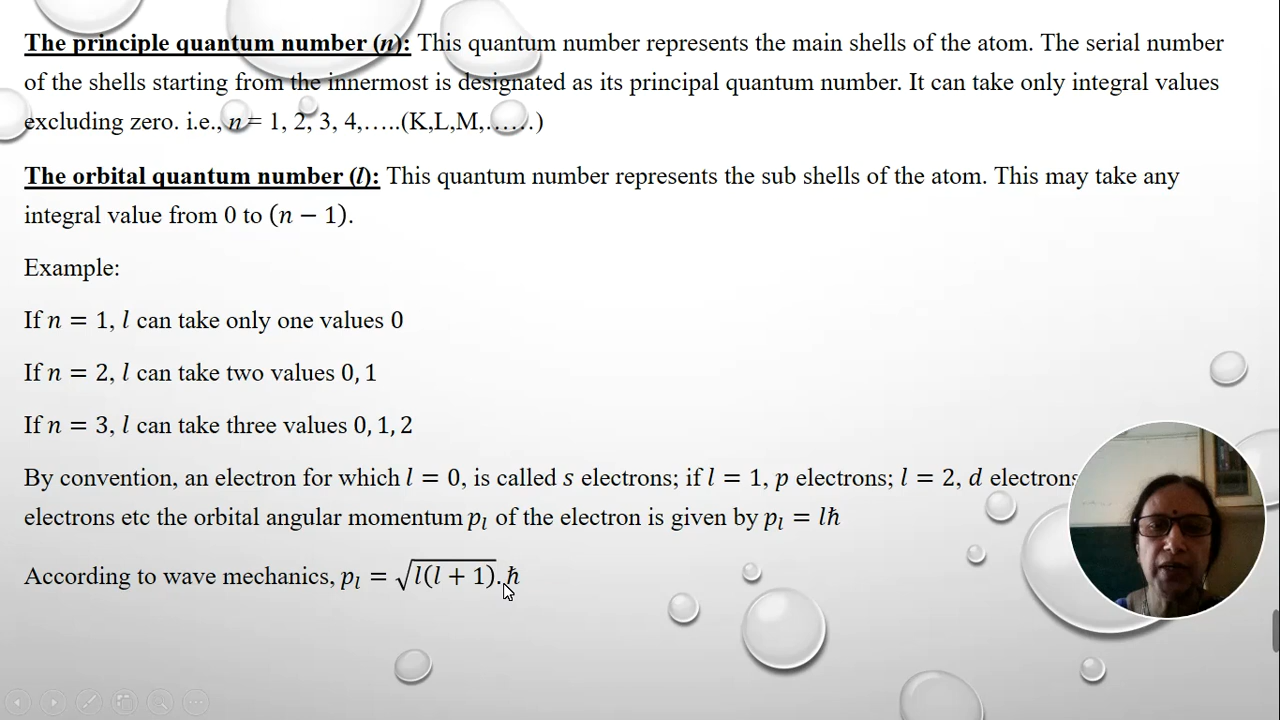 The principle quantum number (n): This quantum number represents the main shells of the atom. The serial number
of the shells starting from the innermost is designated as its principal quantum number. It can take only integral values
excluding zero. i.e., n = 1, 2, 3, 4,…..(K,L,M,……)
The orbital quantum number (l): This quantum number represents the sub shells of the atom. This may take any
integral value from 0 to (n − 1).
Example:
If n = 1, l can take only one values 0
If n = 2, l can take two values 0, 1
If n = 3, l can take three values 0, 1, 2
By convention, an electron for which l = 0, is called s electrons; if l = 1, p electrons; l = 2, d electrons
electrons etc the orbital angular momentum pₗ of the electron is given by pₗ = lℏ
According to wave mechanics, pₗ = √l(l + 1).ℏ